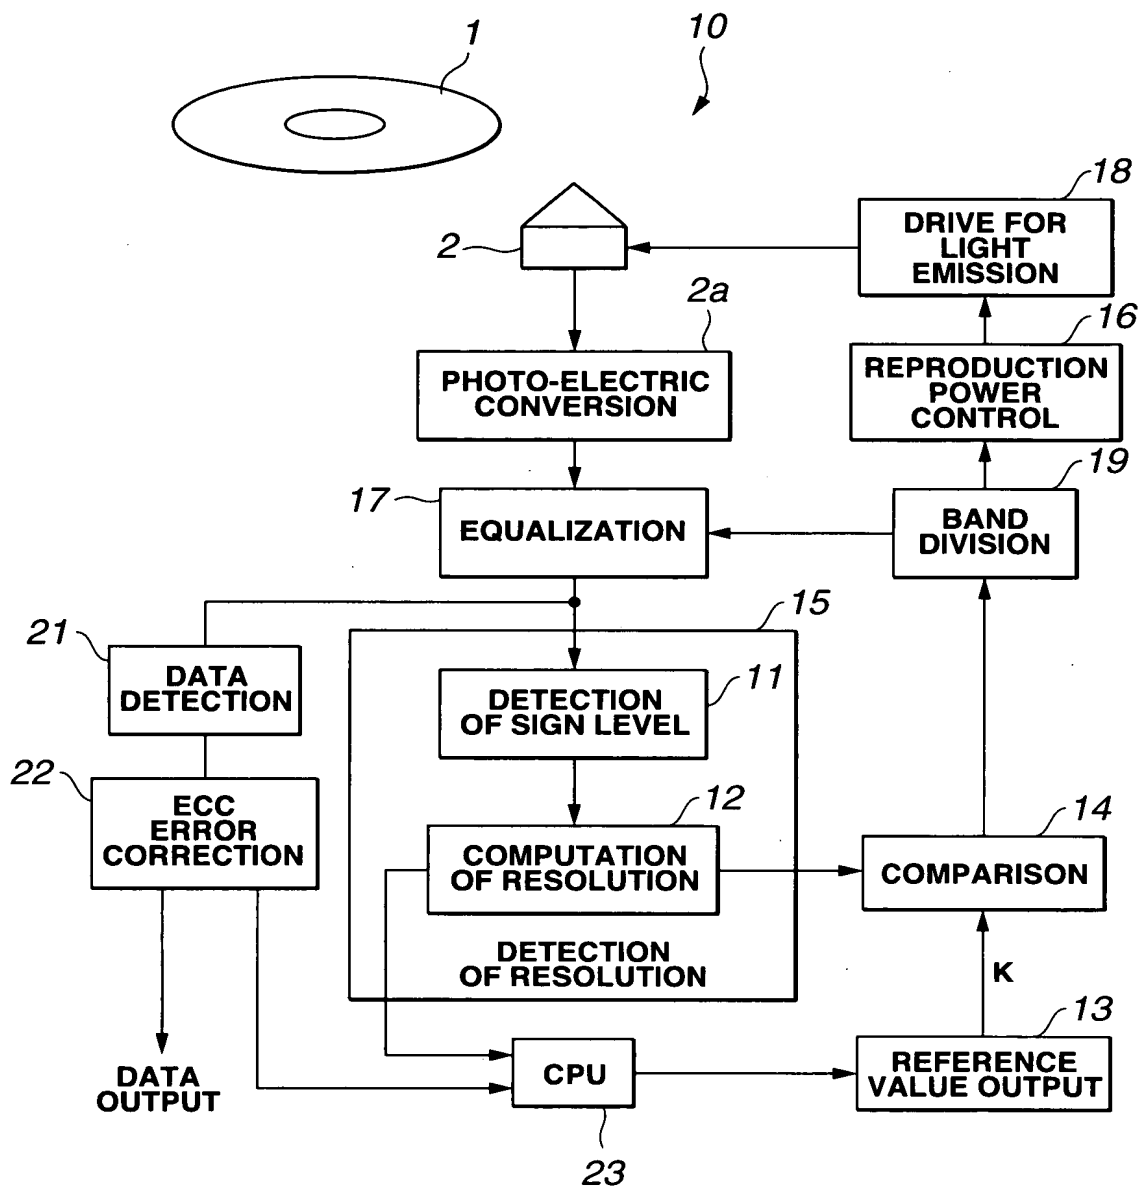 1
10
18
DRIVE FOR
LIGHT
EMISSION
2
2a
16
PHOTO-ELECTRIC
CONVERSION
REPRODUCTION
POWER
CONTROL
17
19
EQUALIZATION
BAND
DIVISION
15
21
DATA
DETECTION
11
DETECTION
OF SIGN LEVEL
22
ECC
ERROR
CORRECTION
12
14
COMPUTATION
OF RESOLUTION
COMPARISON
DETECTION
OF RESOLUTION
K
13
DATA
OUTPUT
CPU
REFERENCE
VALUE OUTPUT
23